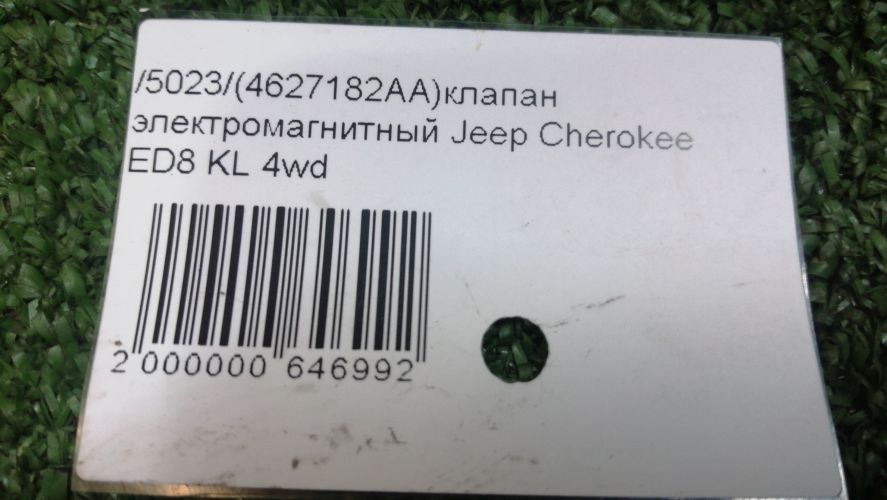 /5023/(4627182AA)клапан
электромагнитный Jeep Cherokee
ED8 KL 4wd
2 000000 646992